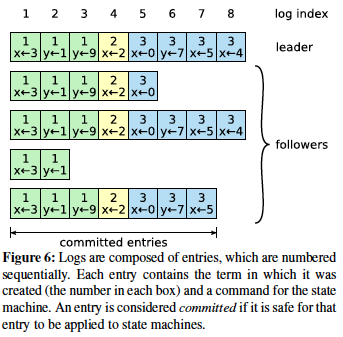 1 2 3 4 5 6 7 8 log index
1 1 1 2 3 3 3 3
x←3 y←1 y←9 x←2 x←0 y←7 x←5 x←4
leader
1 1 1 2 3
x←3 y←1 y←9 x←2 x←0
1 1 1 2 3 3 3 3
x←3 y←1 y←9 x←2 x←0 y←7 x←5 x←4
followers
1 1
x←3 y←1
1 1 1 2 3 3 3
x←3 y←1 y←9 x←2 x←0 y←7 x←5
committed entries
Figure 6: Logs are composed of entries, which are numbered
sequentially. Each entry contains the term in which it was
created (the number in each box) and a command for the state
machine. An entry is considered committed if it is safe for that
entry to be applied to state machines.